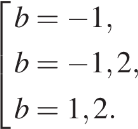 b = −1,
b = −1,2,
b = 1,2.